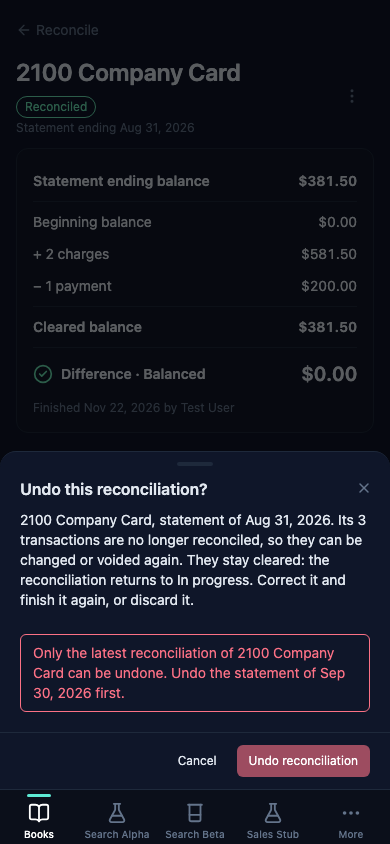 Reconcile
2100 Company Card
Reconciled
Statement ending Aug 31, 2026
Statement ending balance $381.50
Beginning balance $0.00
+ 2 charges $581.50
− 1 payment $200.00
Cleared balance $381.50
Difference · Balanced $0.00
Finished Nov 22, 2026 by Test User
Undo this reconciliation?
2100 Company Card, statement of Aug 31, 2026. Its 3
transactions are no longer reconciled, so they can be
changed or voided again. They stay cleared: the
reconciliation returns to In progress. Correct it and
finish it again, or discard it.
Only the latest reconciliation of 2100 Company
Card can be undone. Undo the statement of Sep
30, 2026 first.
Cancel Undo reconciliation
Books Search Alpha Search Beta Sales Stub More